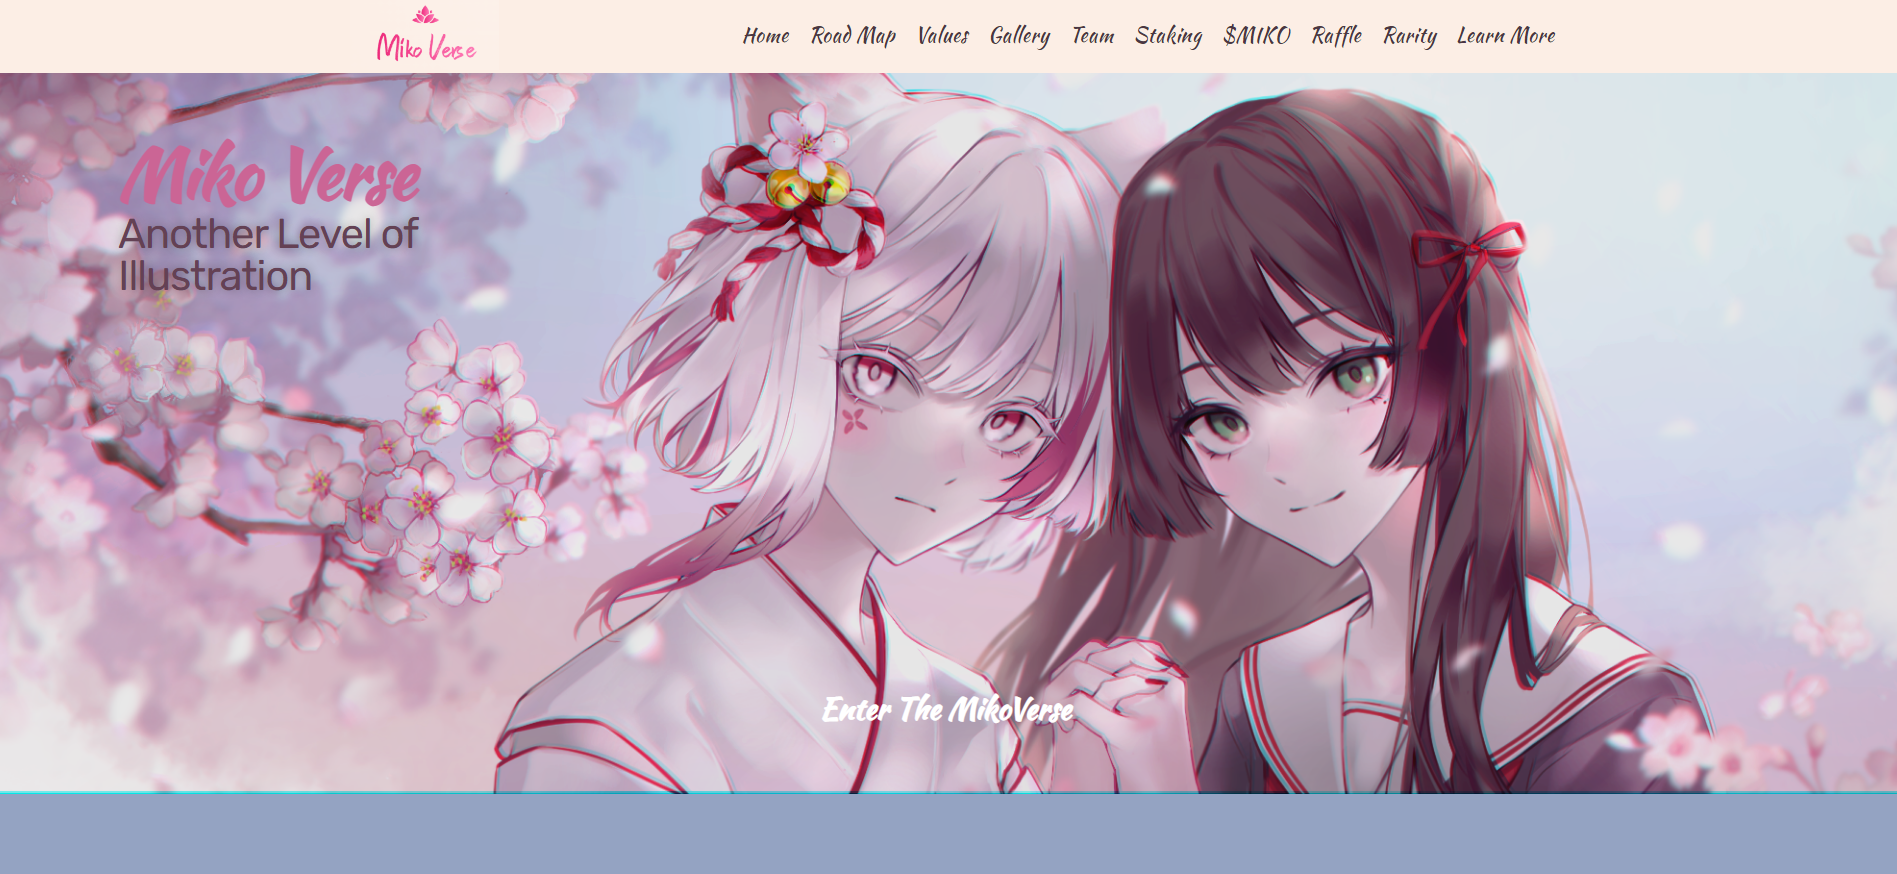 Miko Verse
Home Road Map Values Gallery Team Staking $MIKO Raffle Rarity Learn More
Miko Verse
Another Level of
Illustration
Enter The MikoVerse